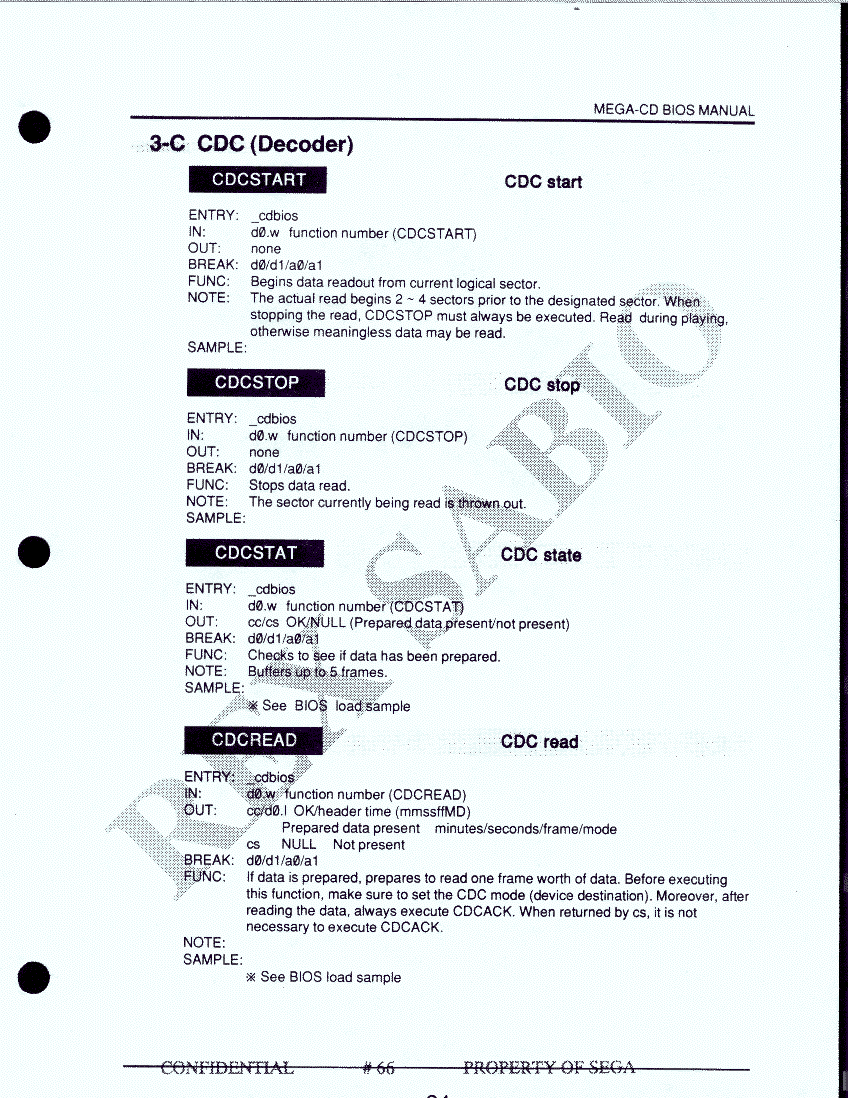 MEGA-CD BIOS MANUAL
3-C CDC (Decoder)
CDCSTART CDC start
ENTRY: _cdbios
IN: d0.w function number (CDCSTART)
OUT: none
BREAK: d0/d1/a0/a1
FUNC: Begins data readout from current logical sector.
NOTE: The actual read begins 2 ~ 4 sectors prior to the designated sector. When
stopping the read, CDCSTOP must always be executed. Read during playing,
otherwise meaningless data may be read.
SAMPLE:
CDCSTOP CDC stop
ENTRY: _cdbios
IN: d0.w function number (CDCSTOP)
OUT: none
BREAK: d0/d1/a0/a1
FUNC: Stops data read.
NOTE: The sector currently being read is thrown out.
SAMPLE:
CDCSTAT CDC state
ENTRY: _cdbios
IN: d0.w function number (CDCSTAT)
OUT: cc/cs OK/NULL (Prepared data present/not present)
BREAK: d0/d1/a0/a1
FUNC: Checks to see if data has been prepared.
NOTE: Buffers up to 5 frames.
SAMPLE:
※ See BIOS load sample
CDCREAD CDC read
ENTRY: _cdbios
IN: d0.w function number (CDCREAD)
OUT: cc/d0.l OK/header time (mmssffMD)
Prepared data present minutes/seconds/frame/mode
cs NULL Not present
BREAK: d0/d1/a0/a1
FUNC: If data is prepared, prepares to read one frame worth of data. Before executing
this function, make sure to set the CDC mode (device destination). Moreover, after
reading the data, always execute CDCACK. When returned by cs, it is not
necessary to execute CDCACK.
NOTE:
SAMPLE:
※ See BIOS load sample
REX SABIO
CONFIDENTIAL # 66 PROPERTY OF SEGA